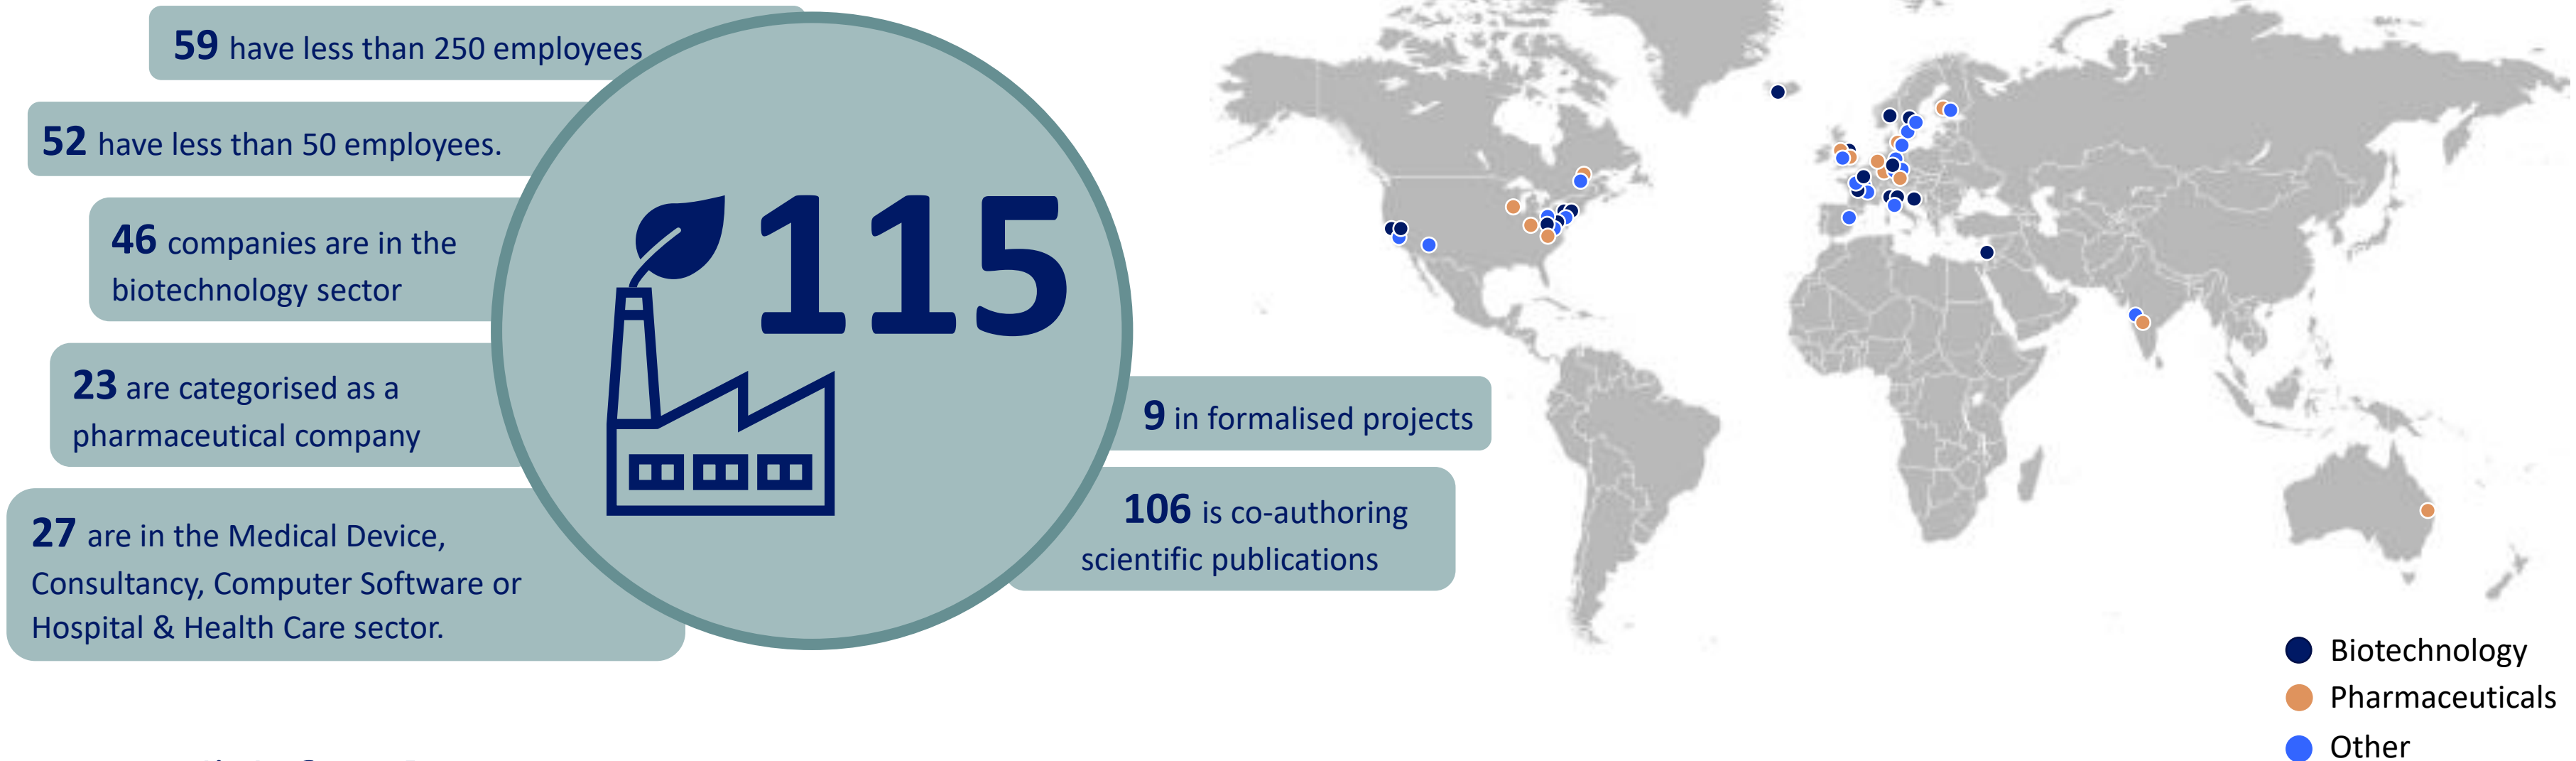 59 have less than 250 employees
52 have less than 50 employees.
46 companies are in the
biotechnology sector
23 are categorised as a
pharmaceutical company
27 are in the Medical Device,
Consultancy, Computer Software or
Hospital & Health Care sector.
115
9 in formalised projects
106 is co-authoring
scientific publications
Biotechnology
Pharmaceuticals
Other